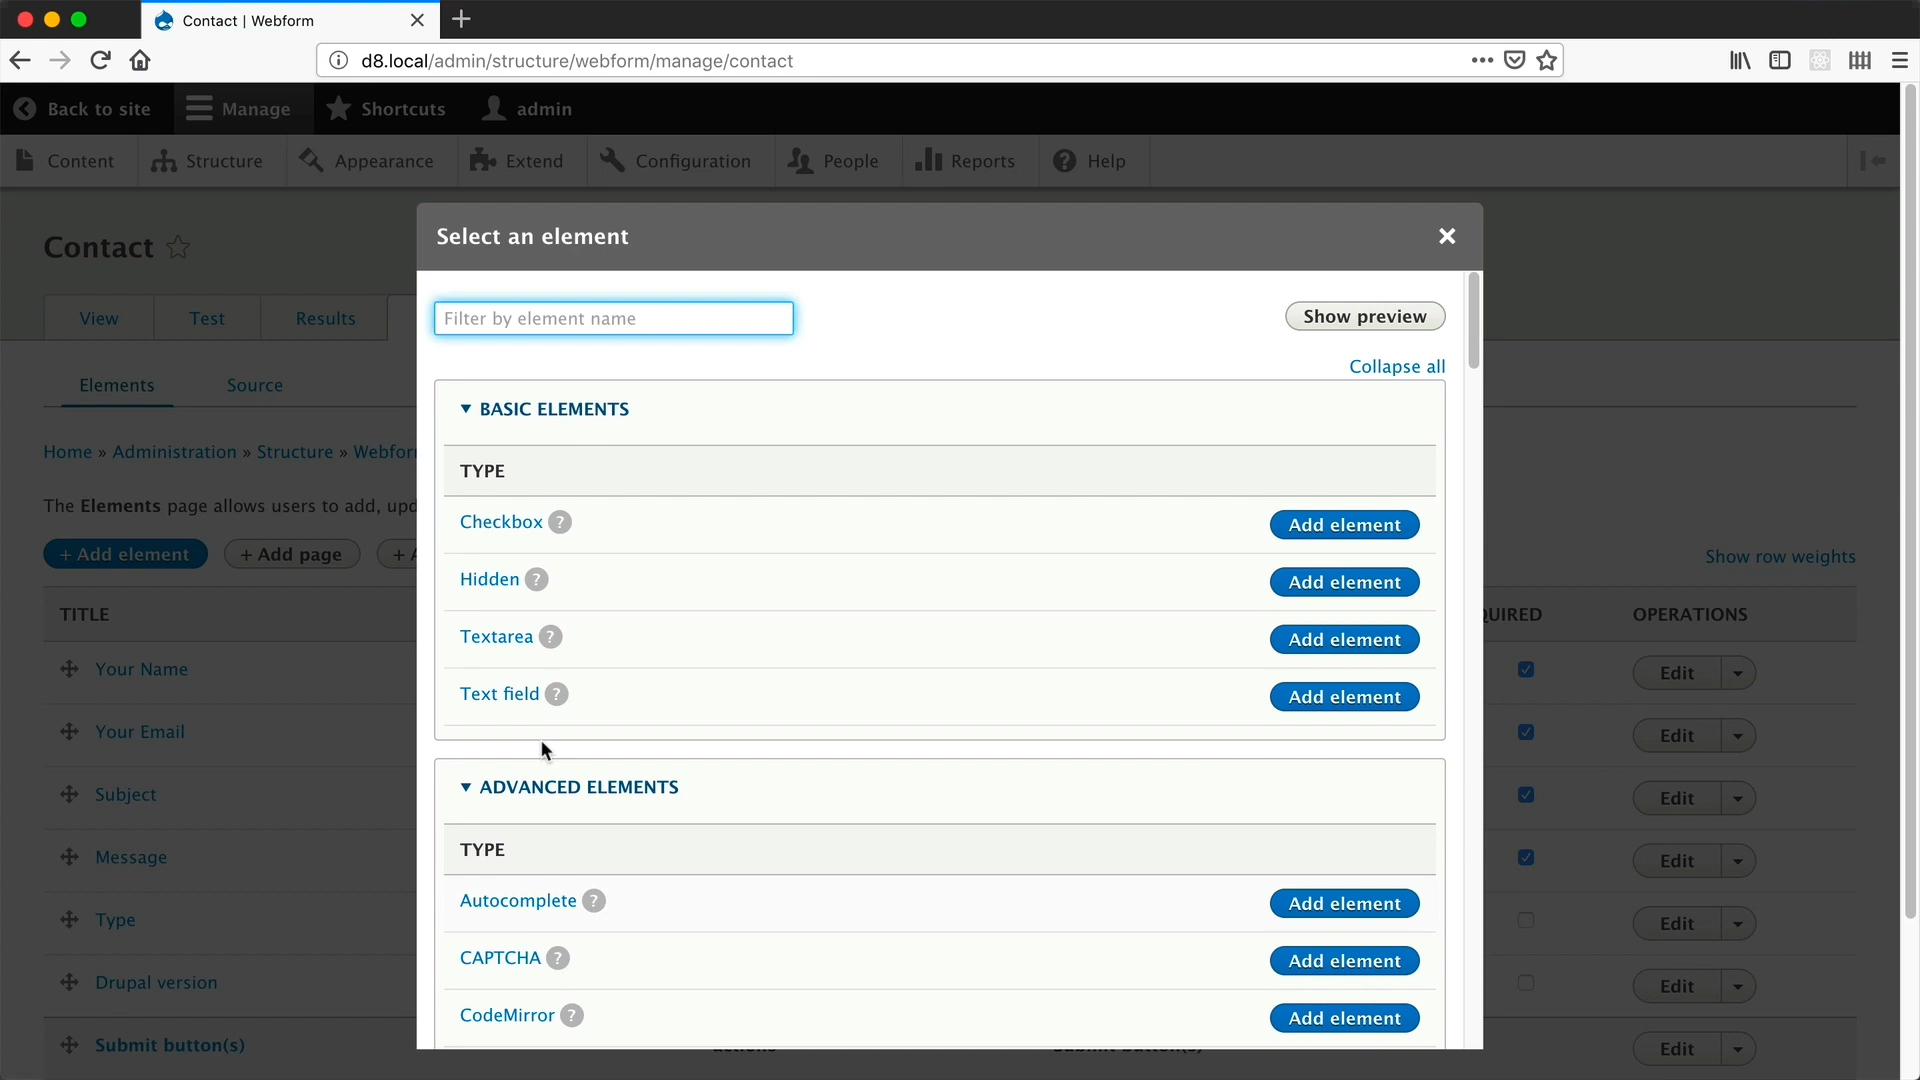 Contact | Webform
d8.local/admin/structure/webform/manage/contact
Back to site
Manage
Shortcuts
admin
Content
Structure
Appearance
Extend
Configuration
People
Reports
Help
Contact
View
Test
Results
Elements
Source
Home » Administration » Structure » Webfor
The Elements page allows users to add, upd
+ Add element
+ Add page
+ A
Show row weights
TITLE
QUIRED
OPERATIONS
Your Name
Edit
Your Email
Edit
Subject
Edit
Message
Edit
Type
Edit
Drupal version
Edit
Submit button(s)
Edit
Select an element
Filter by element name
Show preview
Collapse all
▼ BASIC ELEMENTS
TYPE
Checkbox ?
Add element
Hidden ?
Add element
Textarea ?
Add element
Text field ?
Add element
▼ ADVANCED ELEMENTS
TYPE
Autocomplete ?
Add element
CAPTCHA ?
Add element
CodeMirror ?
Add element